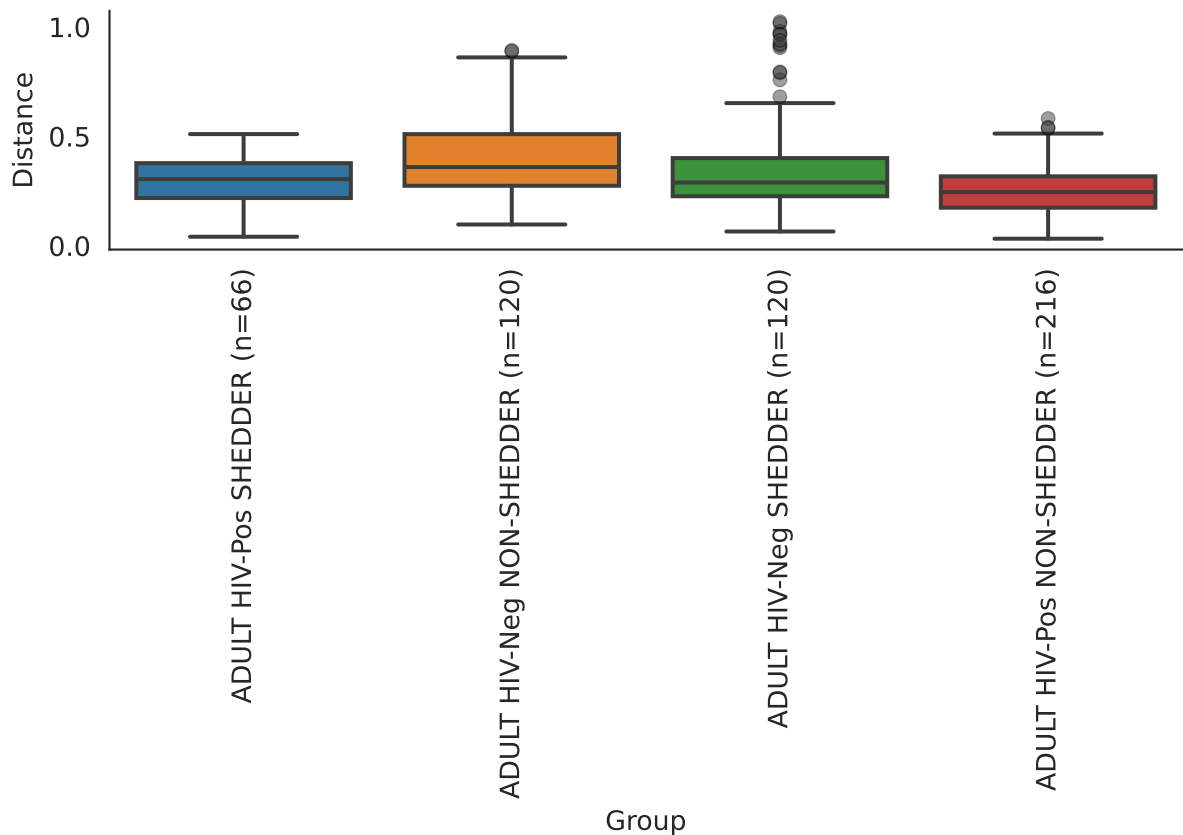 1.0
0.5
0.0
Distance
ADULT HIV-Pos SHEDDER (n=66)
ADULT HIV-Neg NON-SHEDDER (n=120)
ADULT HIV-Neg SHEDDER (n=120)
ADULT HIV-Pos NON-SHEDDER (n=216)
Group